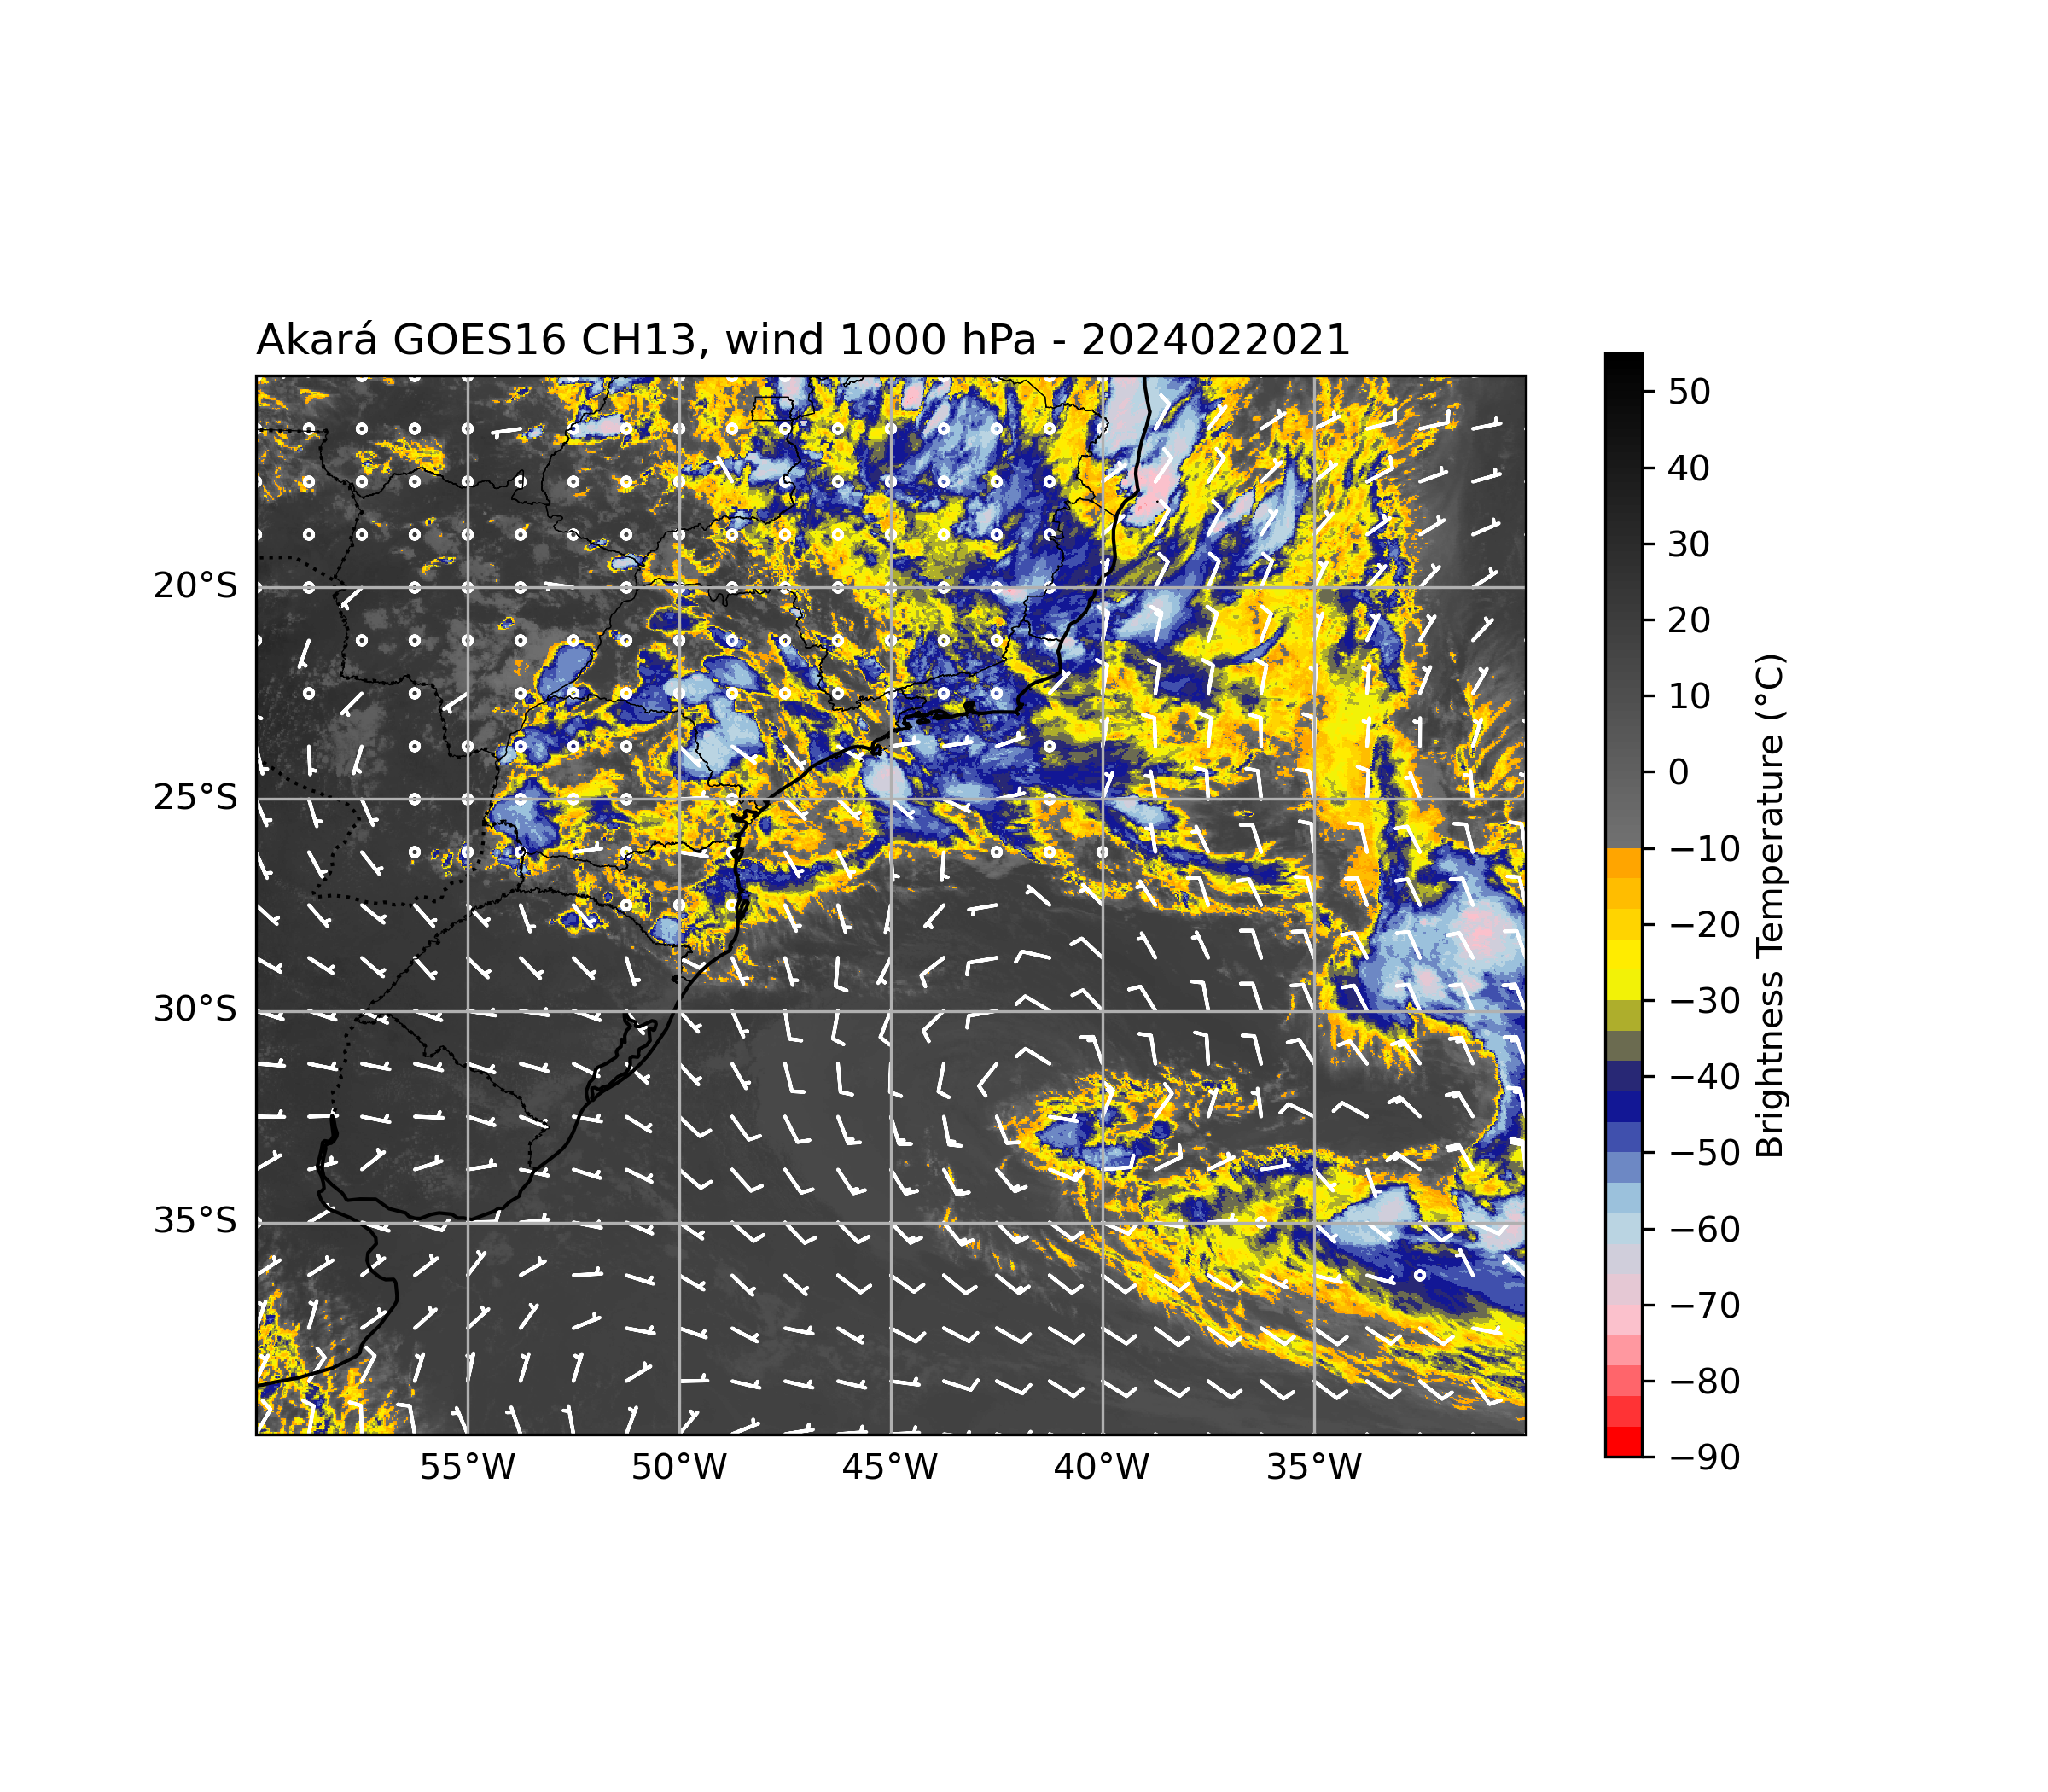 Akará GOES16 CH13, wind 1000 hPa - 2024022021
20°S
25°S
30°S
35°S
55°W
50°W
45°W
40°W
35°W
50
40
30
20
10
0
−10
−20
−30
−40
−50
−60
−70
−80
−90
Brightness Temperature (°C)